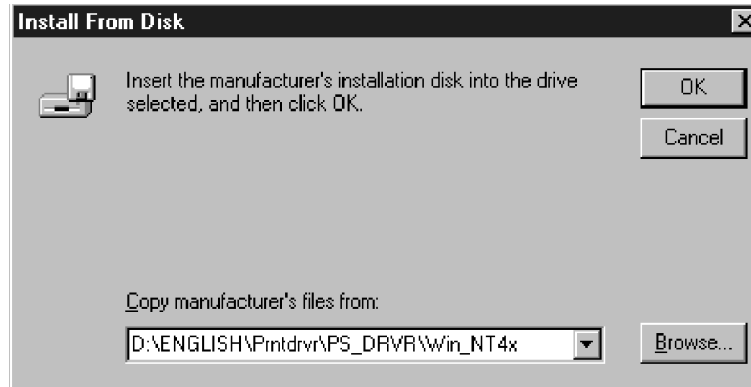 Install From Disk
Insert the manufacturer's installation disk into the drive
selected, and then click OK.
OK
Cancel
Copy manufacturer's files from:
D:\ENGLISH\Prntdrvr\PS_DRVR\Win_NT4x
Browse...